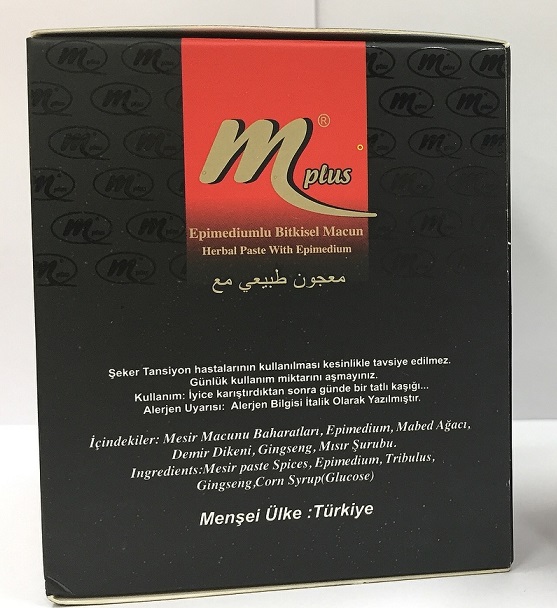 m® plus
Epimediumlu Bitkisel Macun
Herbal Paste With Epimedium
معجون طبيعي مع
Şeker Tansiyon hastalarının kullanılması kesinlikle tavsiye edilmez.
Günlük kullanım miktarını aşmayınız.
Kullanım: İyice karıştırdıktan sonra günde bir tatlı kaşığı...
Alerjen Uyarısı: Alerjen Bilgisi İtalik Olarak Yazılmıştır.
İçindekiler: Mesir Macunu Baharatları, Epimedium, Mabed Ağacı,
Demir Dikeni, Gingseng, Mısır Şurubu.
Ingredients:Mesir paste Spices, Epimedium, Tribulus,
Gingseng,Corn Syrup(Glucose)
Menşei Ülke :Türkiye